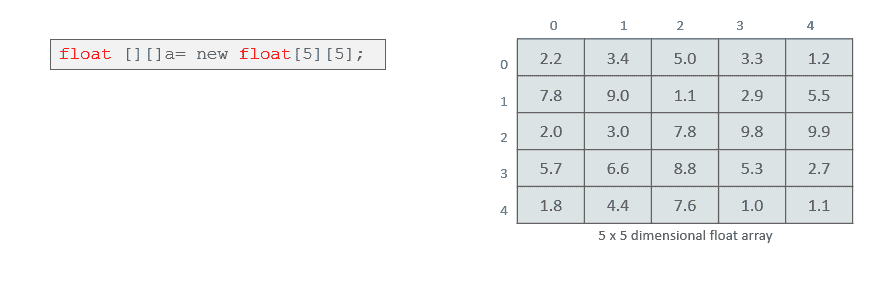 float [][]a= new float[5][5];
0 1 2 3 4
0 2.2 3.4 5.0 3.3 1.2
1 7.8 9.0 1.1 2.9 5.5
2 2.0 3.0 7.8 9.8 9.9
3 5.7 6.6 8.8 5.3 2.7
4 1.8 4.4 7.6 1.0 1.1
5 x 5 dimensional float array